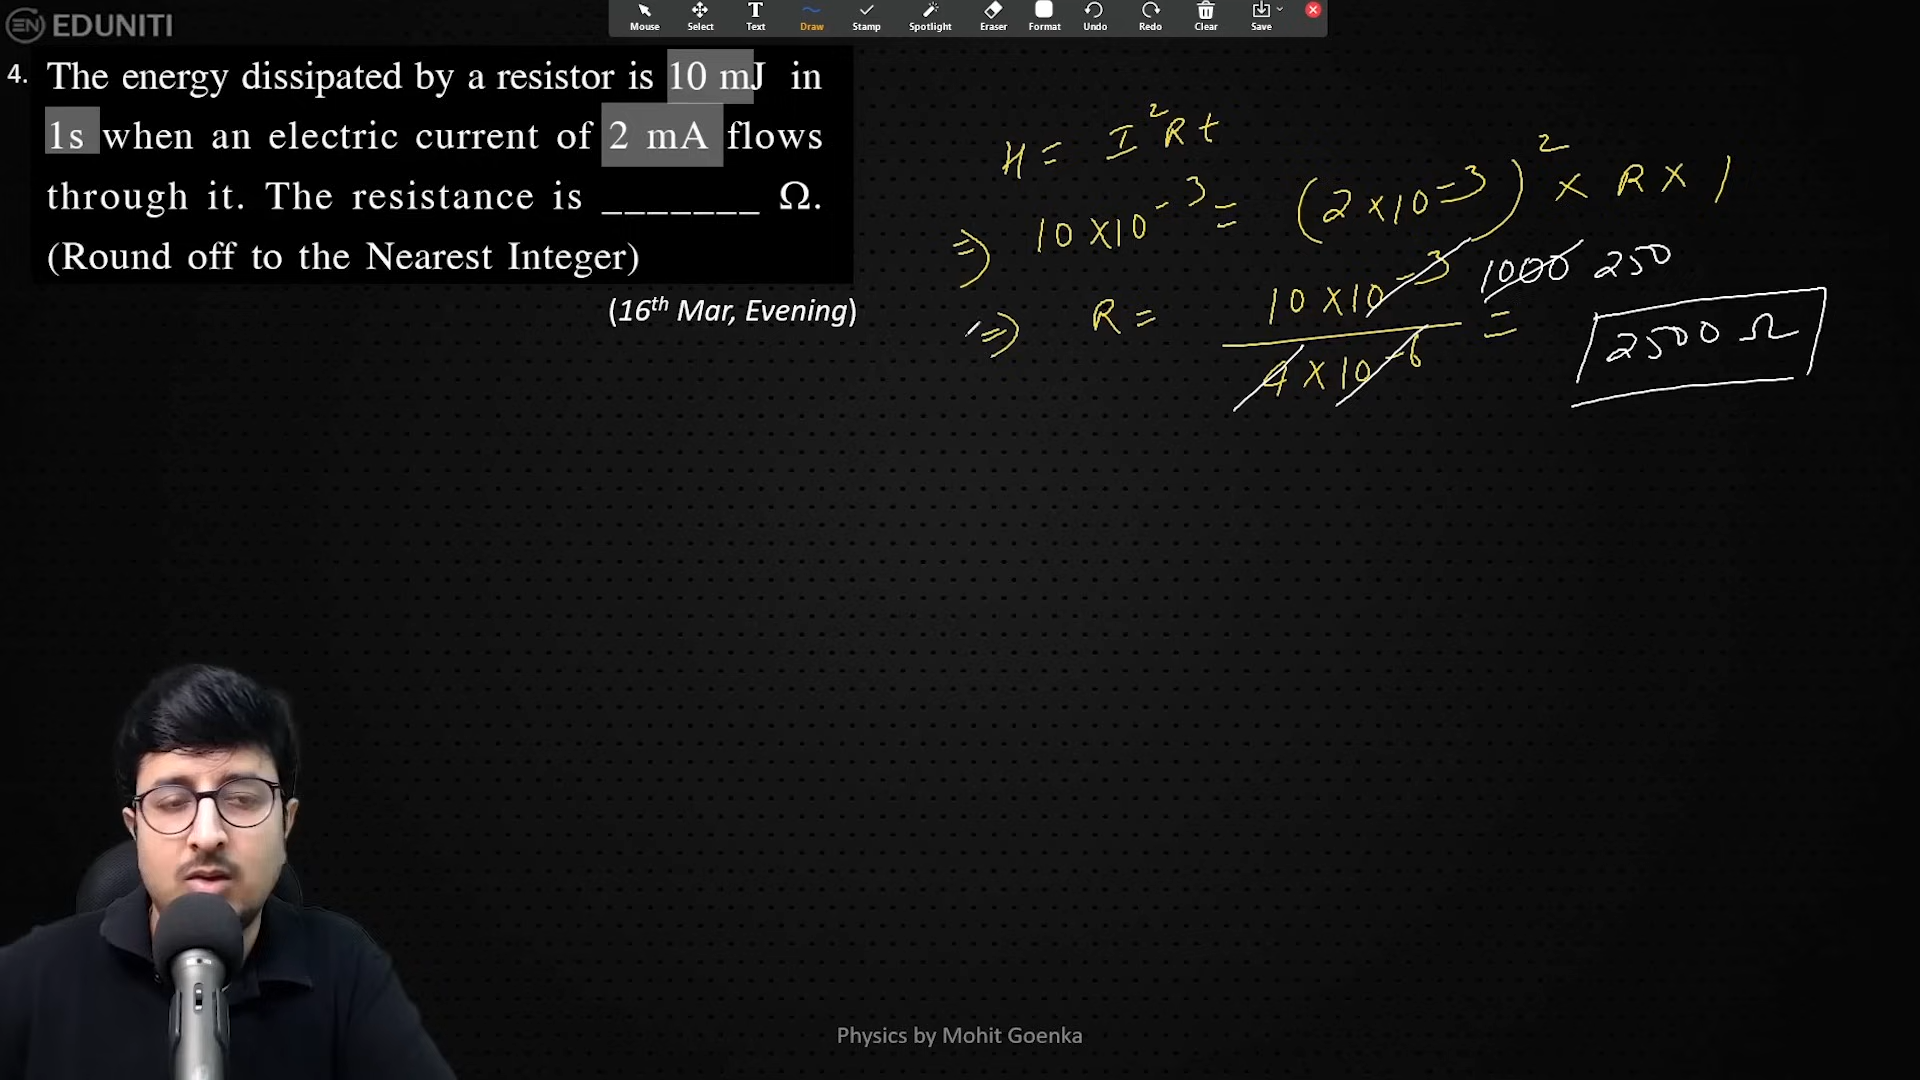 EN EDUNITI
Mouse Select Text Draw Stamp Spotlight Eraser Format Undo Redo Clear Save
4. The energy dissipated by a resistor is 10 mJ in
1s when an electric current of 2 mA flows
through it. The resistance is _______ Ω.
(Round off to the Nearest Integer)
(16th Mar, Evening)
H = I²Rt
⇒ 10×10⁻³ = (2×10⁻³)² × R × 1
⇒ R = 10×10⁻³ / 4×10⁻⁶ = 1000 250 2500 Ω
Physics by Mohit Goenka